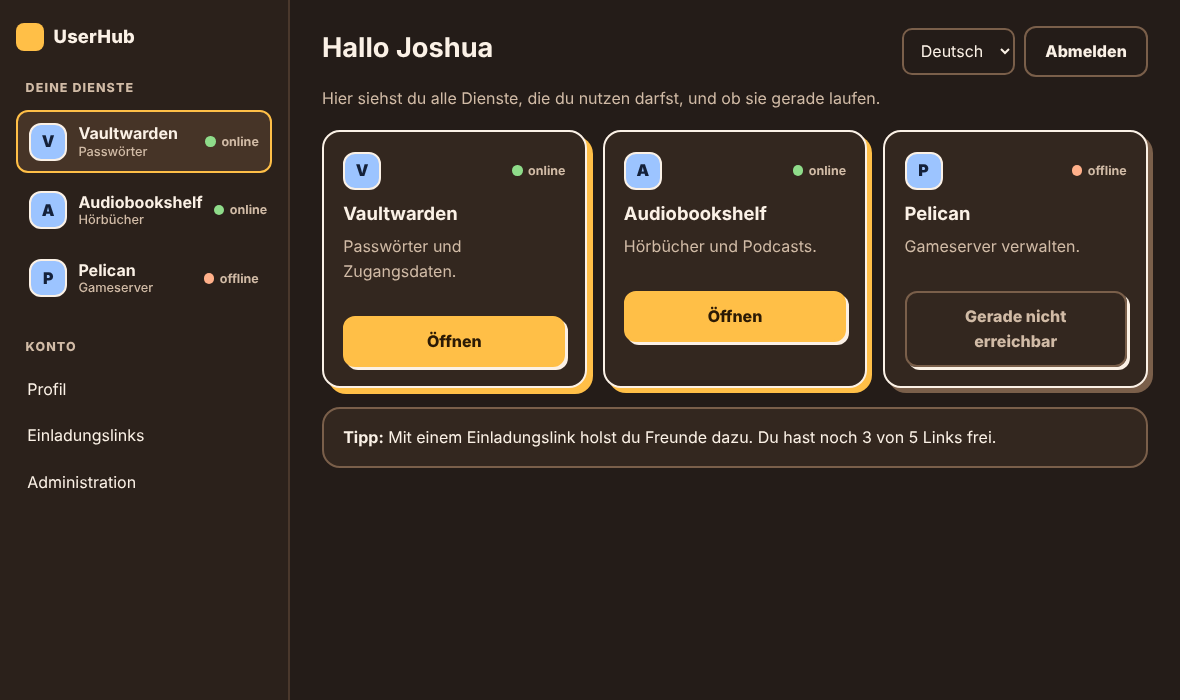 UserHub
DEINE DIENSTE
V
Vaultwarden
Passwörter
online
A
Audiobookshelf
Hörbücher
online
P
Pelican
Gameserver
offline
KONTO
Profil
Einladungslinks
Administration
Hallo Joshua
Deutsch
Abmelden
Hier siehst du alle Dienste, die du nutzen darfst, und ob sie gerade laufen.
V
online
Vaultwarden
Passwörter und
Zugangsdaten.
Öffnen
A
online
Audiobookshelf
Hörbücher und Podcasts.
Öffnen
P
offline
Pelican
Gameserver verwalten.
Gerade nicht
erreichbar
Tipp: Mit einem Einladungslink holst du Freunde dazu. Du hast noch 3 von 5 Links frei.